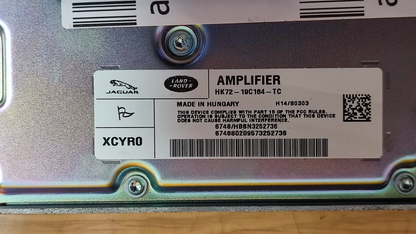 JAGUAR
LAND-
ROVER
AMPLIFIER
HK72-19C164-TC
MADE IN HUNGARY
H14/80303
THIS DEVICE COMPLIES WITH PART 15 OF THE FCC RULES.
OPERATION IS SUBJECT TO THE CONDITION THAT THIS
DEVICE DOES NOT CAUSE HARMFUL INTERFERENCE.
XCYR0
6748/HBBN3252736